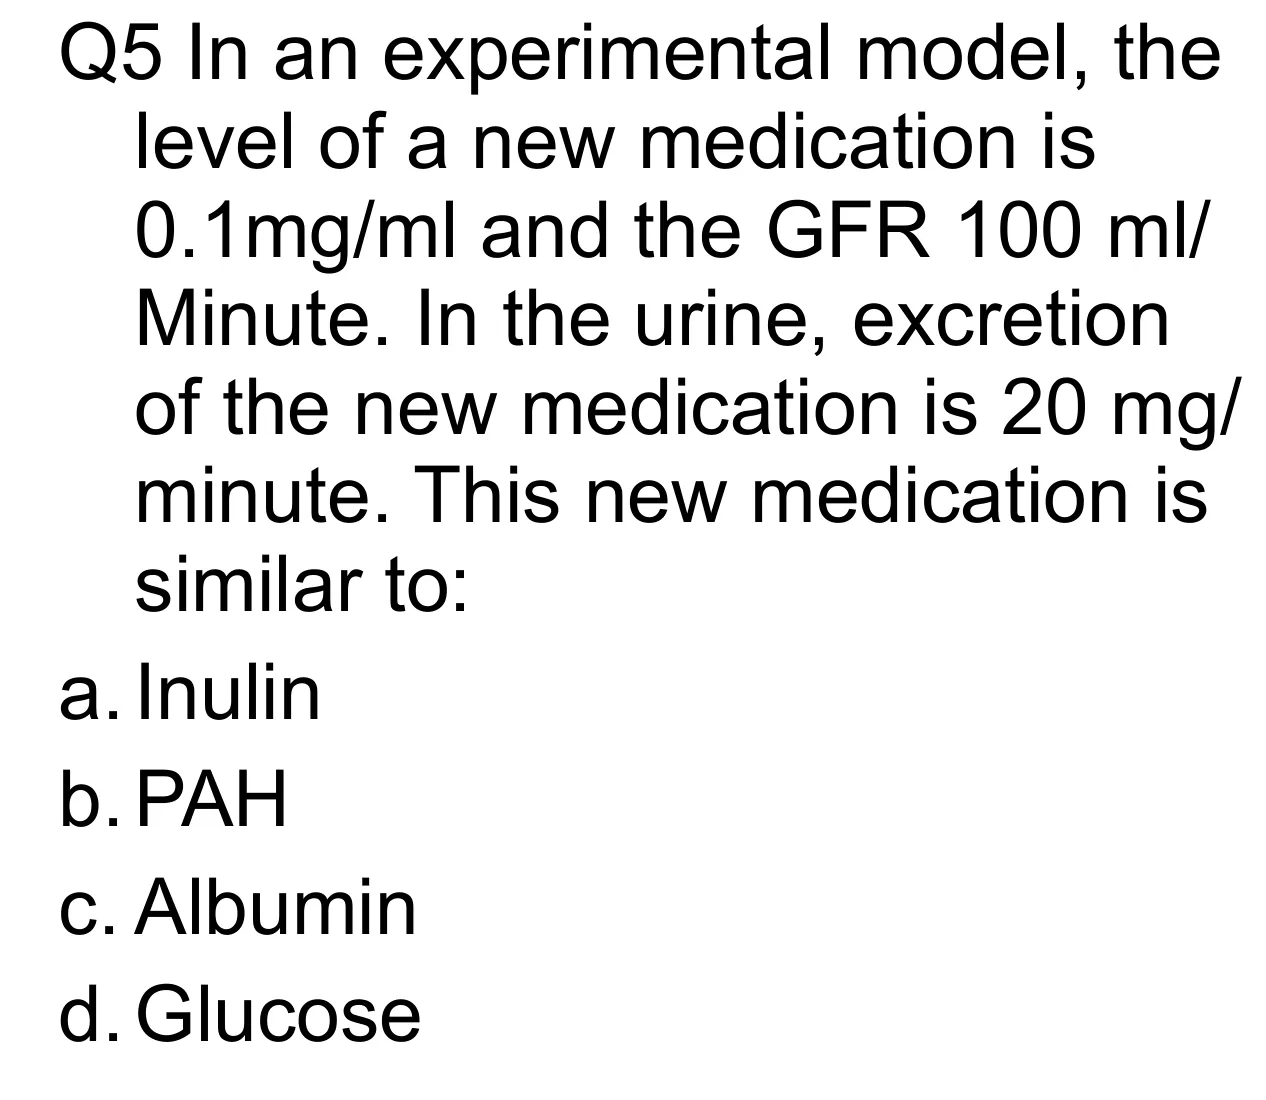 Q5 In an experimental model, the
level of a new medication is
0.1mg/ml and the GFR 100 ml/
Minute. In the urine, excretion
of the new medication is 20 mg/
minute. This new medication is
similar to:
a. Inulin
b. PAH
c. Albumin
d. Glucose